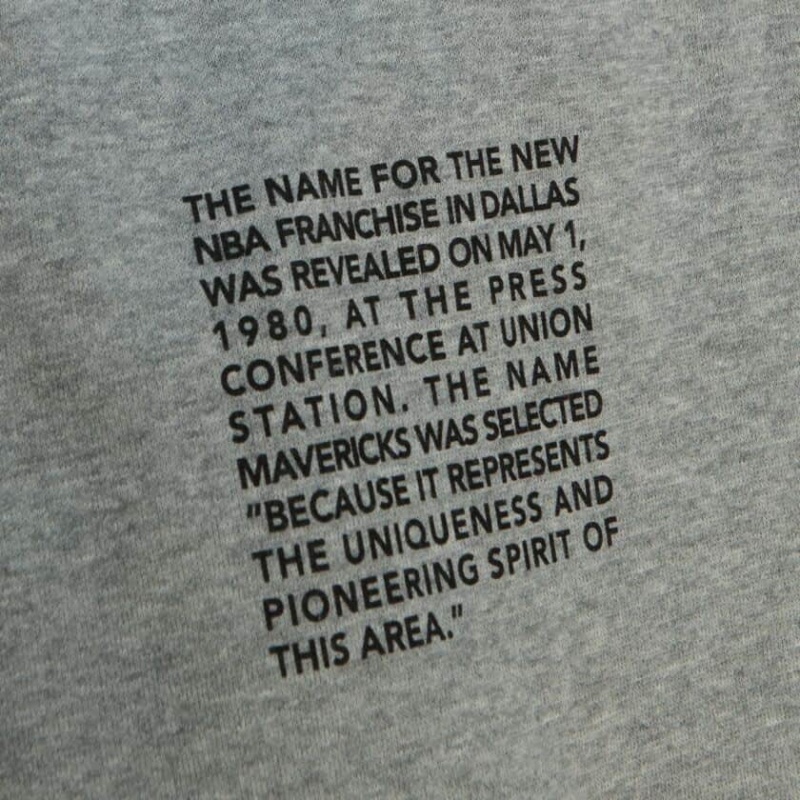 THE NAME FOR THE NEW
NBA FRANCHISE IN DALLAS
WAS REVEALED ON MAY 1,
1980, AT THE PRESS
CONFERENCE AT UNION
STATION. THE NAME
MAVERICKS WAS SELECTED
"BECAUSE IT REPRESENTS
THE UNIQUENESS AND
PIONEERING SPIRIT OF
THIS AREA."